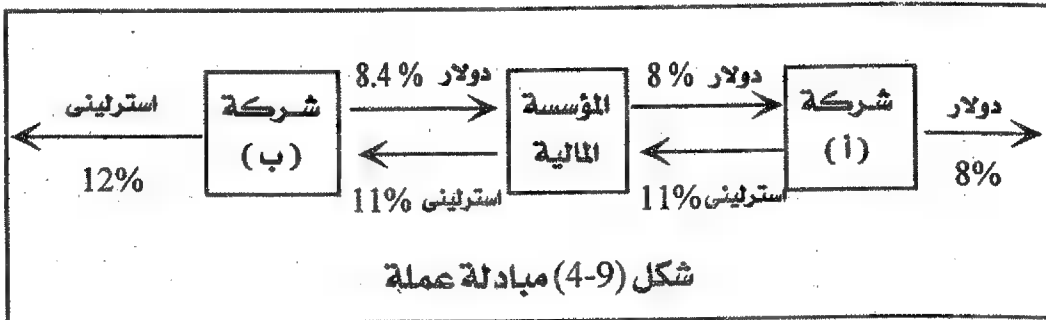 دولار
8%
شركة
(أ)
دولار 8%
استرلينى 11%
المؤسسة
المالية
دولار 8.4%
استرلينى 11%
شركة
(ب)
استرلينى
12%
شكل (9-4) مبادلة عملة